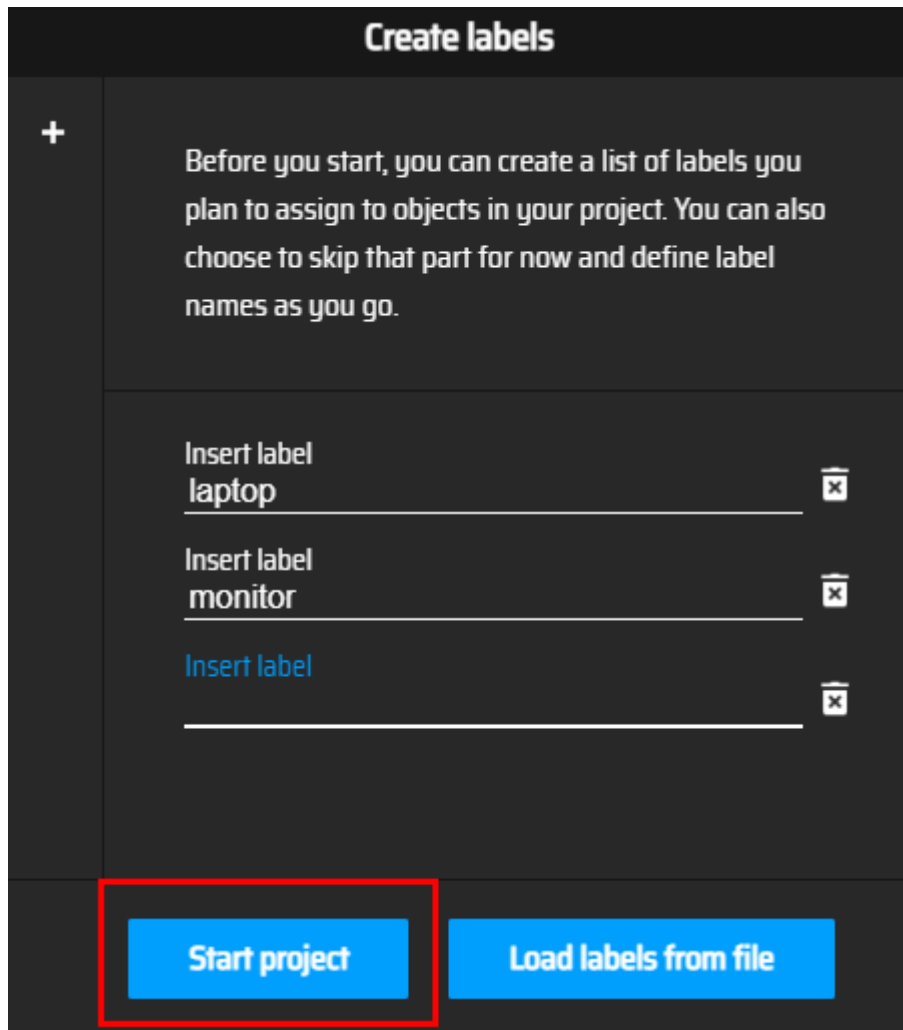 Create labels
+
Before you start, you can create a list of labels you
plan to assign to objects in your project. You can also
choose to skip that part for now and define label
names as you go.
Insert label
laptop
Insert label
monitor
Insert label
Start project Load labels from file